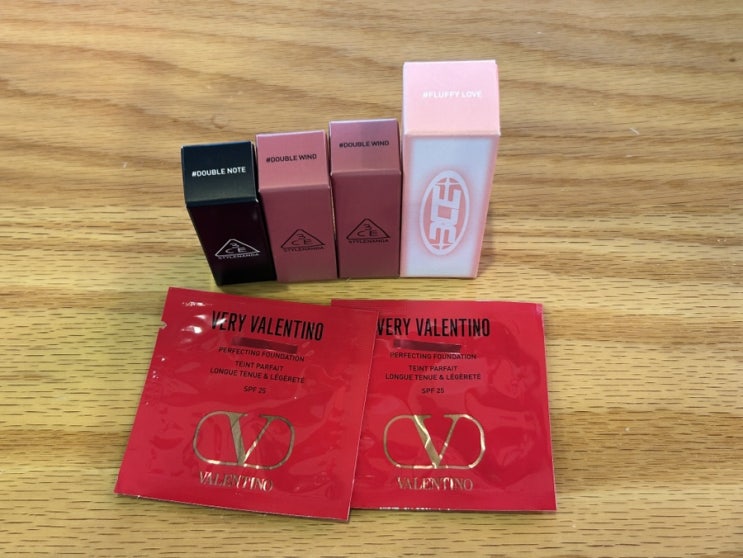 #DOUBLE NOTE
3CE
STYLENANDA
#DOUBLE WIND
3CE
STYLENANDA
#DOUBLE WIND
3CE
STYLENANDA
#FLUFFY LOVE
3CE
VERY VALENTINO
PERFECTING FOUNDATION
TEINT PARFAIT
LONGUE TENUE & LÉGÈRETÉ
SPF 25
VALENTINO
VERY VALENTINO
PERFECTING FOUNDATION
TEINT PARFAIT
LONGUE TENUE & LÉGÈRETÉ
SPF 25
VALENTINO